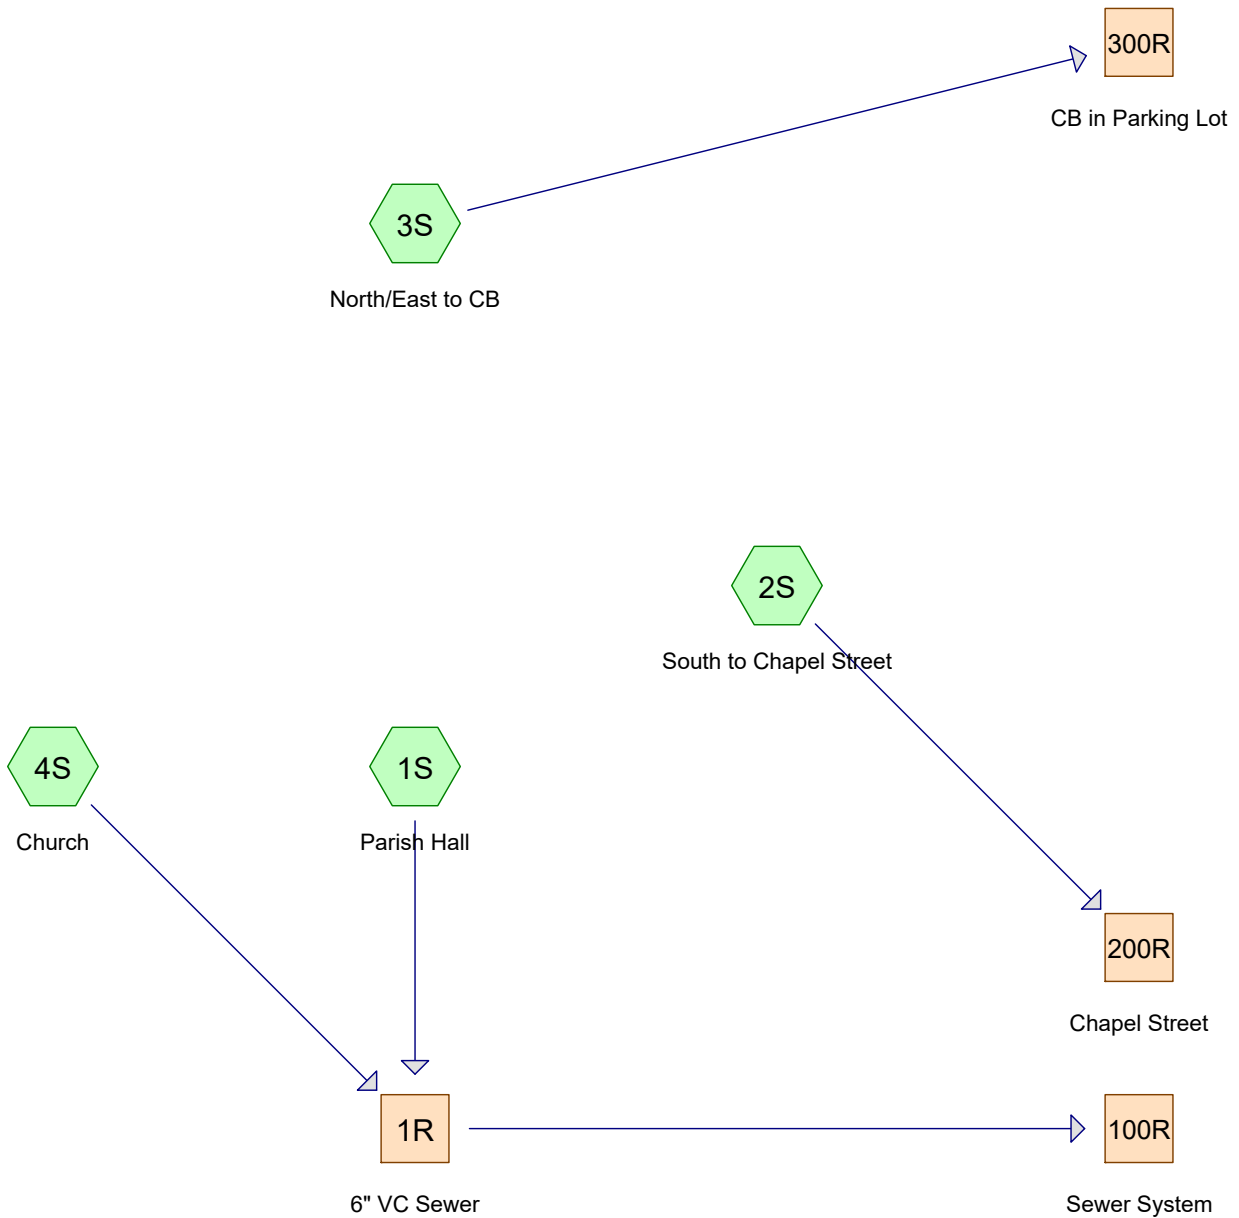 300R
CB in Parking Lot
3S
North/East to CB
2S
South to Chapel Street
4S
Church
1S
Parish Hall
200R
Chapel Street
1R
6" VC Sewer
100R
Sewer System